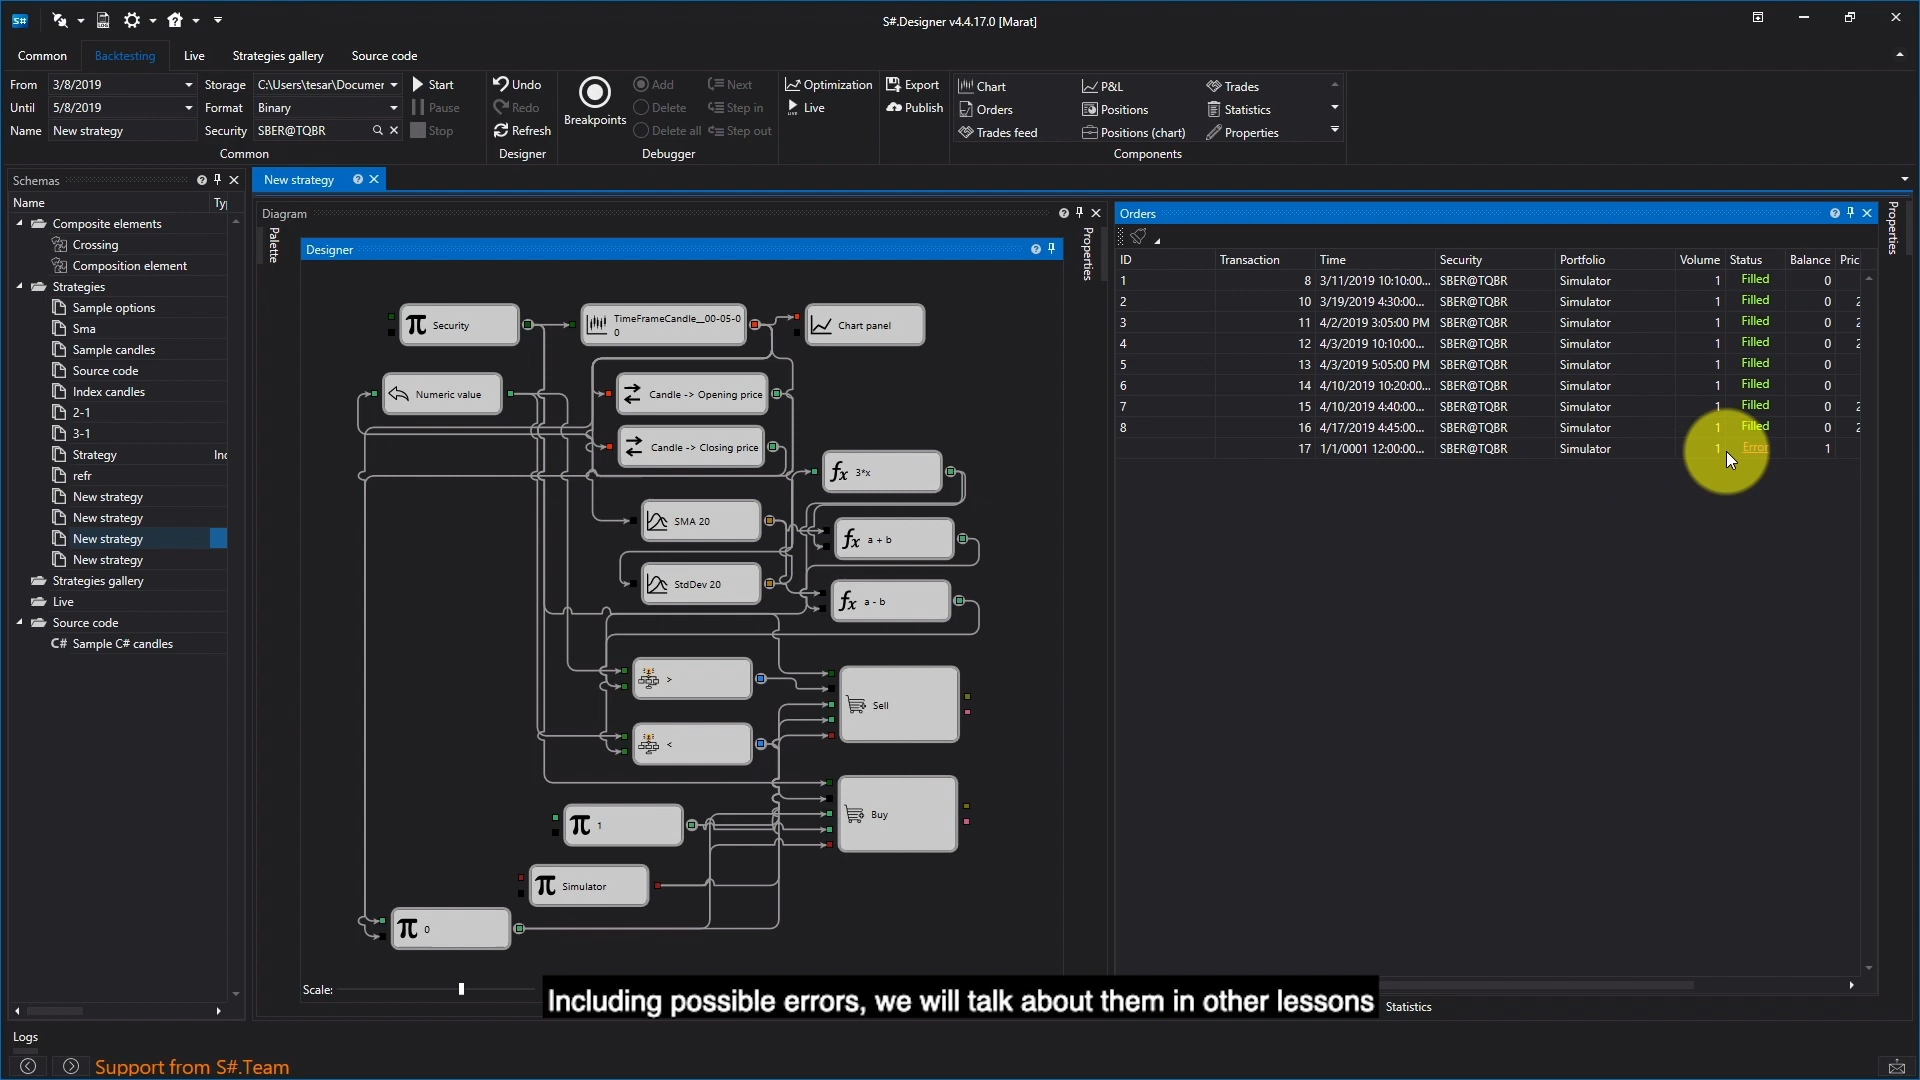 S#
LOG
S#.Designer v4.4.17.0 [Marat]
Common
Backtesting
Live
Strategies gallery
Source code
From 3/8/2019
Storage C:\Users\tesar\Documer
Start
Undo
Add
Next
Optimization
Export
Chart
P&L
Trades
Until 5/8/2019
Format Binary
Pause
Redo
Breakpoints
Delete
Step in
Live
Publish
Orders
Positions
Statistics
Name New strategy
Security SBER@TQBR
Stop
Refresh
Delete all
Step out
Trades feed
Positions (chart)
Properties
Common
Designer
Debugger
Components
Schemas
Name Ty
Composite elements
Crossing
Composition element
Strategies
Sample options
Sma
Sample candles
Source code
Index candles
2-1
3-1
Strategy Inc
refr
New strategy
New strategy
New strategy
New strategy
Strategies gallery
Live
Source code
C# Sample C# candles
New strategy
Diagram
Palette
Designer
Properties
Security
TimeFrameCandle__00-05-0
0
Chart panel
Numeric value
Candle -> Opening price
Candle -> Closing price
fx 3*x
SMA 20
fx a + b
StdDev 20
fx a - b
>
Sell
<
Buy
π 1
π Simulator
π 0
Scale:
Orders
Properties
ID Transaction Time Security Portfolio Volume Status Balance Pric
1 8 3/11/2019 10:10:00... SBER@TQBR Simulator 1 Filled 0
2 10 3/19/2019 4:30:00... SBER@TQBR Simulator 1 Filled 0 2
3 11 4/2/2019 3:05:00 PM SBER@TQBR Simulator 1 Filled 0 2
4 12 4/3/2019 10:10:00... SBER@TQBR Simulator 1 Filled 0 2
5 13 4/3/2019 5:05:00 PM SBER@TQBR Simulator 1 Filled 0
6 14 4/10/2019 10:20:00... SBER@TQBR Simulator 1 Filled 0
7 15 4/10/2019 4:40:00... SBER@TQBR Simulator 1 Filled 0 2
8 16 4/17/2019 4:45:00... SBER@TQBR Simulator 1 Filled 0 2
17 1/1/0001 12:00:00... SBER@TQBR Simulator 1 Error 1
Including possible errors, we will talk about them in other lessons
Statistics
Logs
Support from S#.Team